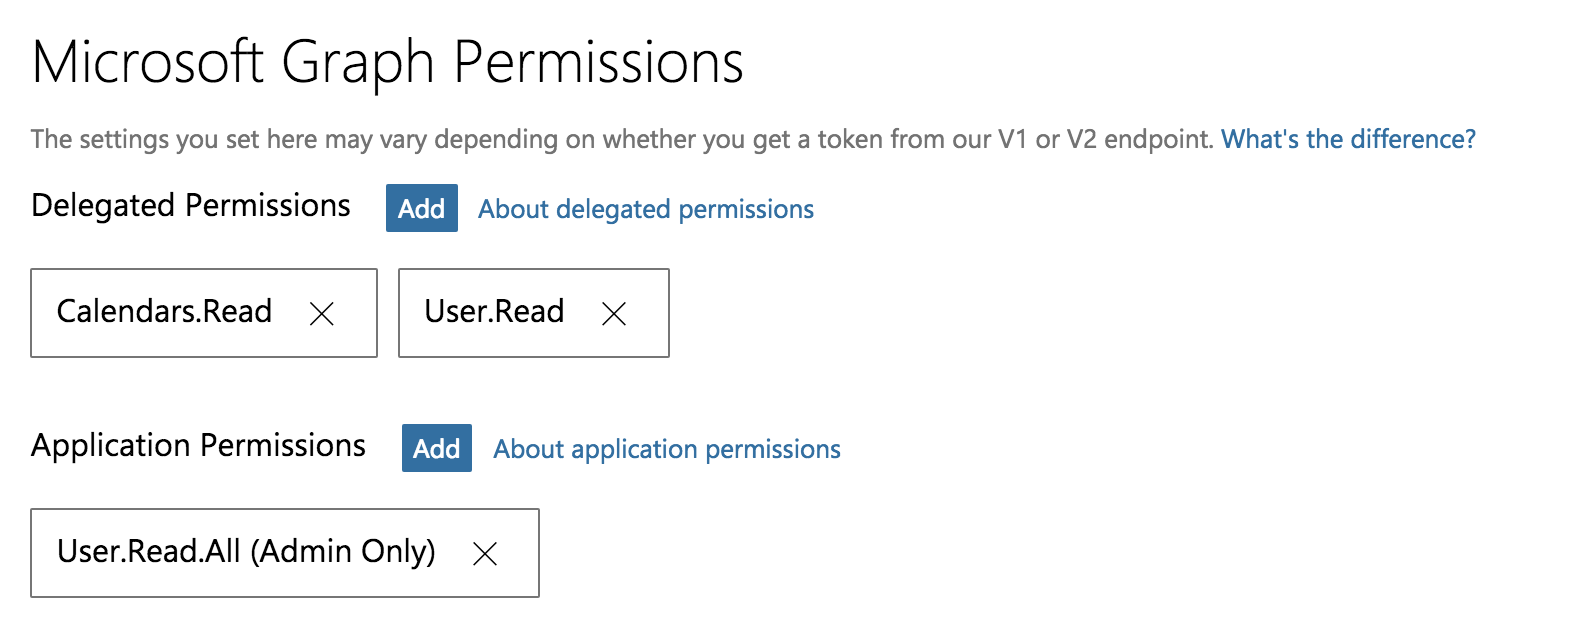 Microsoft Graph Permissions
The settings you set here may vary depending on whether you get a token from our V1 or V2 endpoint. What's the difference?
Delegated Permissions Add About delegated permissions
Calendars.Read User.Read
Application Permissions Add About application permissions
User.Read.All (Admin Only)